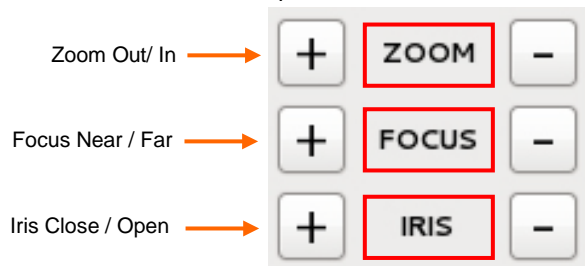 Zoom Out/ In + ZOOM -
Focus Near / Far + FOCUS -
Iris Close / Open + IRIS -